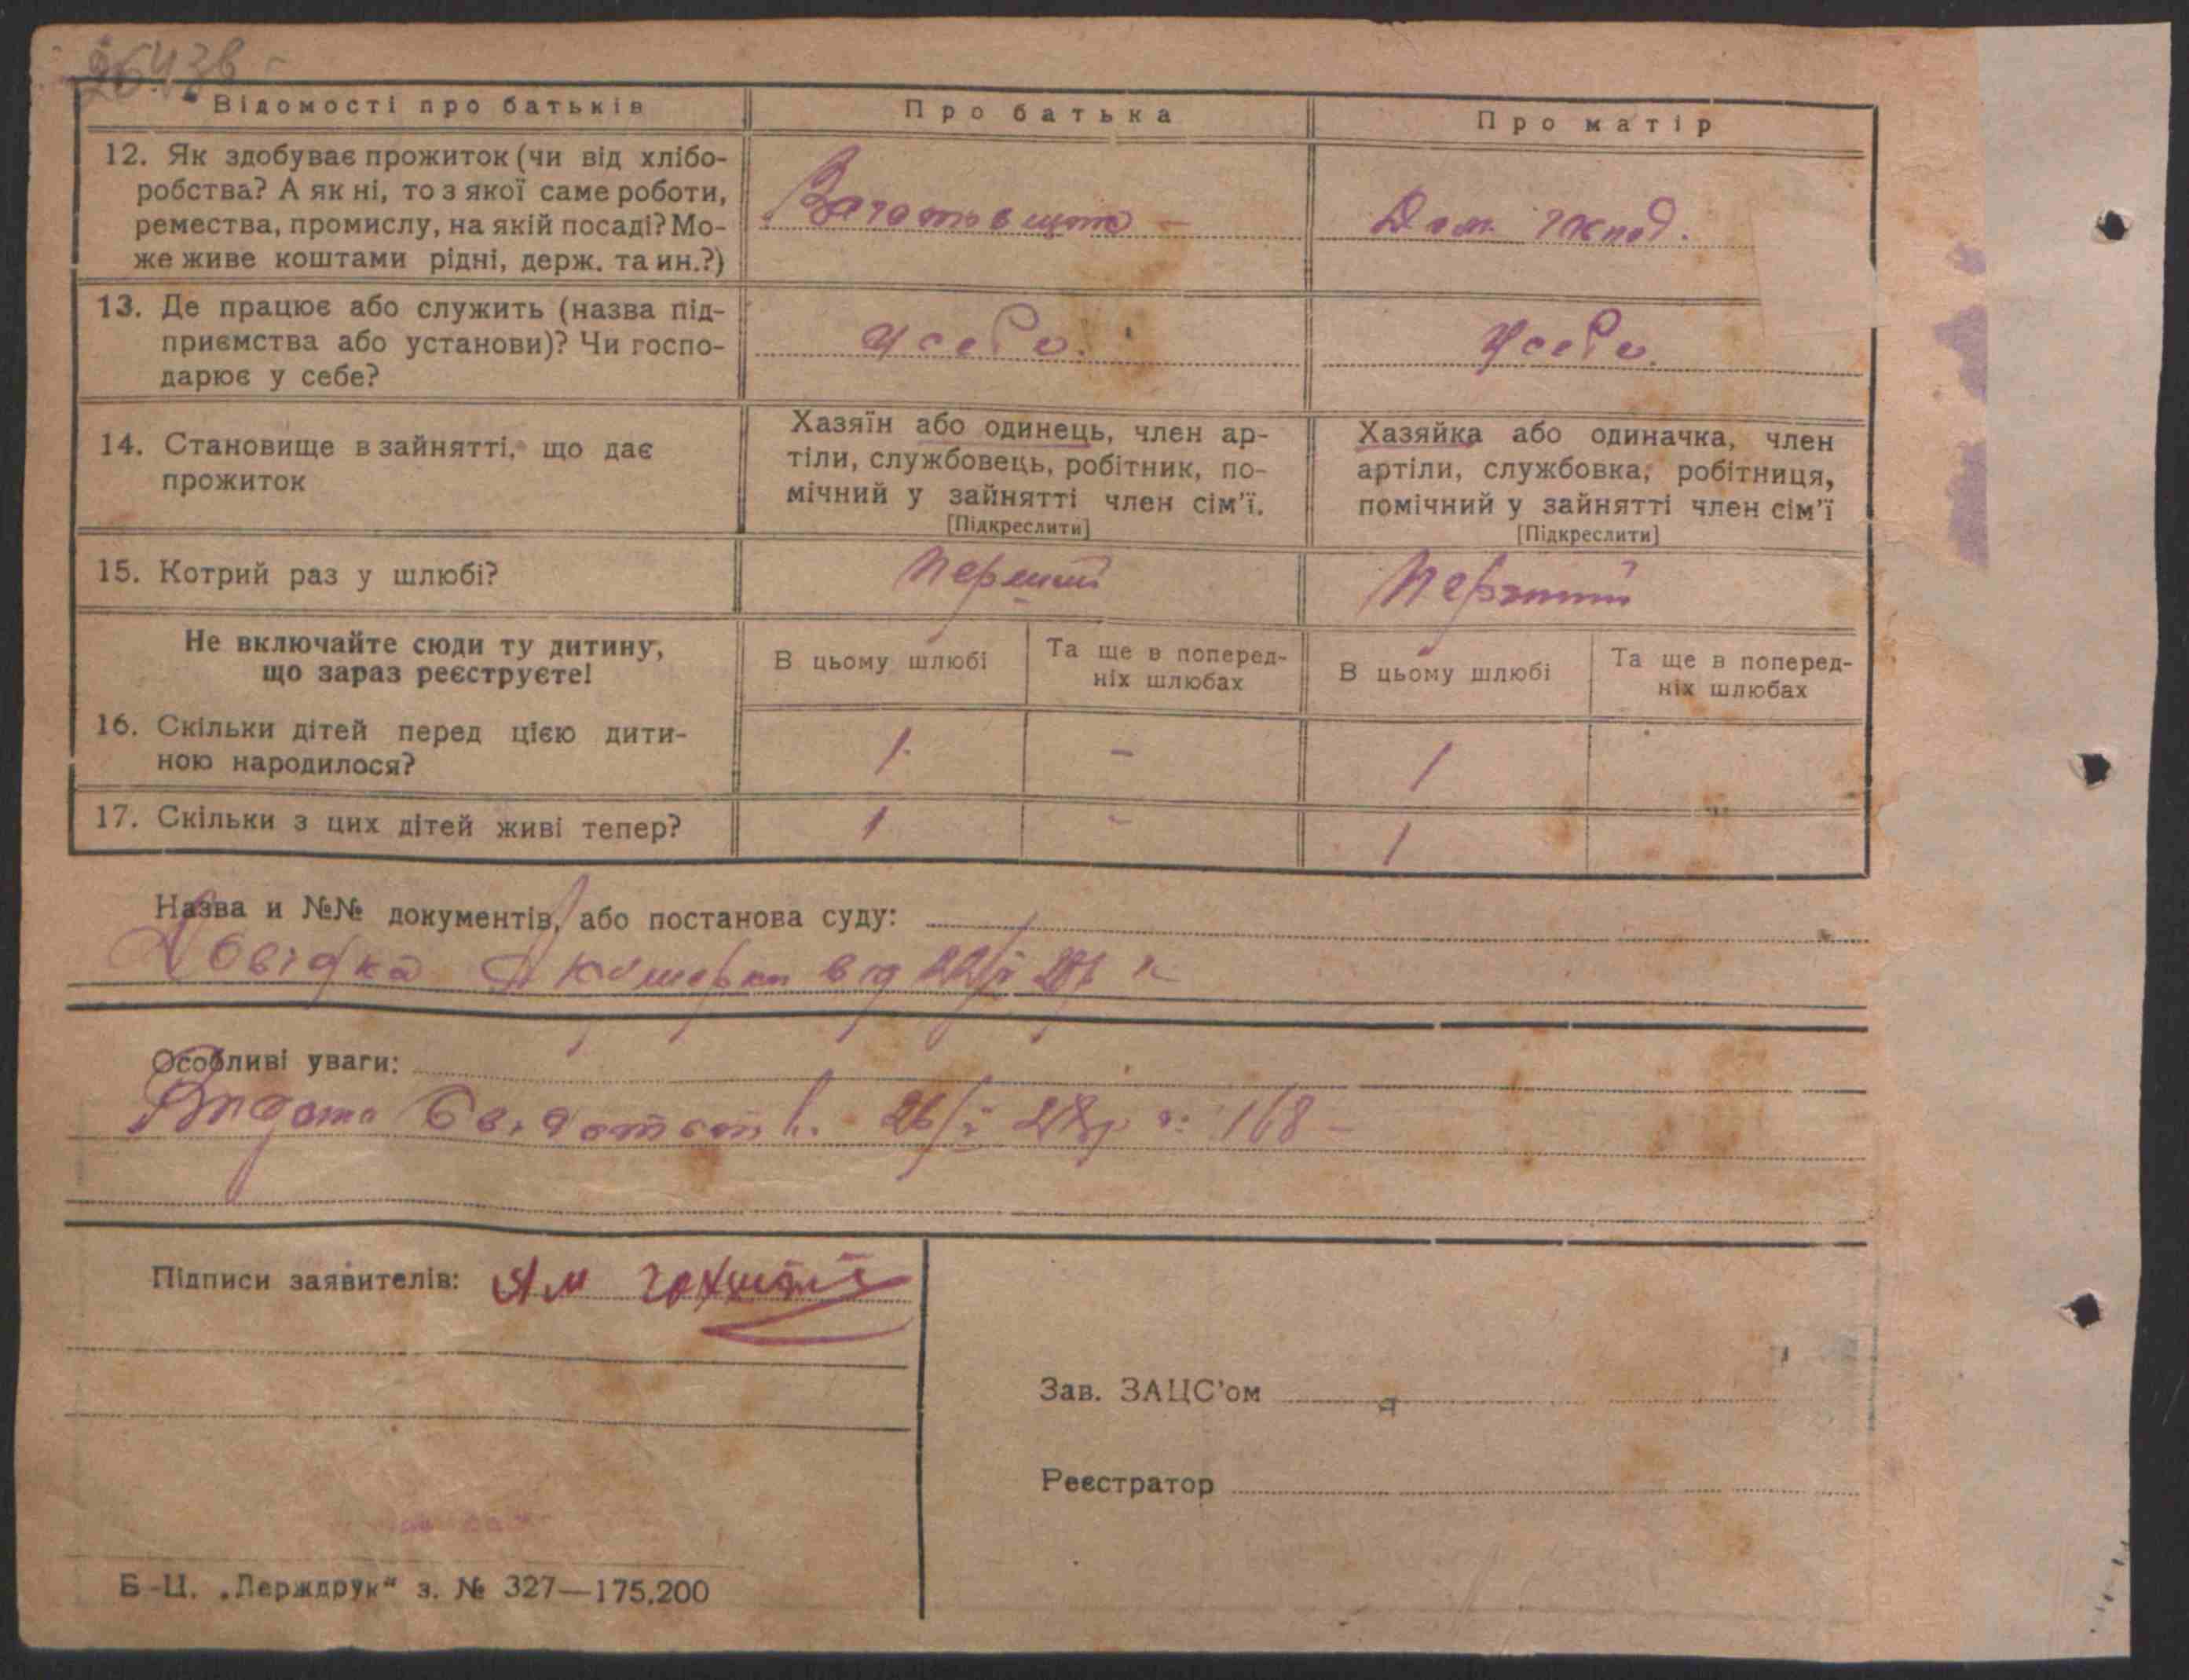 Відомості про батьків
Про батька
Про матір
12. Як здобуває прожиток (чи від хлібо-
робства? А як ні, то з якої саме роботи,
ремества, промислу, на якій посаді? Мо-
же живе коштами рідні, держ. та ин.?)
Дом. господ.
13. Де працює або служить (назва під-
приємства або установи)? Чи госпо-
дарює у себе?
у себе.
у себе.
14. Становище в зайнятті, що дає
прожиток
Хазяїн або одинець, член ар-
тіли, службовець, робітник, по-
мічний у зайнятті член сім'ї.
[Підкреслити]
Хазяйка або одиначка, член
артіли, службовка, робітниця,
помічний у зайнятті член сім'ї
[Підкреслити]
15. Котрий раз у шлюбі?
Перший
Перший
Не включайте сюди ту дитину,
що зараз реєструєте!
В цьому шлюбі
Та ще в поперед-
ніх шлюбах
В цьому шлюбі
Та ще в поперед-
ніх шлюбах
16. Скільки дітей перед цією дити-
ною народилося?
1
-
1
17. Скільки з цих дітей живі тепер?
1
-
1
Назва и №№ документів, або постанова суду:
Довідка Акушерки від
Особливі уваги:
168 -
Підписи заявителів:
Зав. ЗАЦС'ом
Реєстратор
Б-Ц. „Держдрук“ з. № 327—175.200